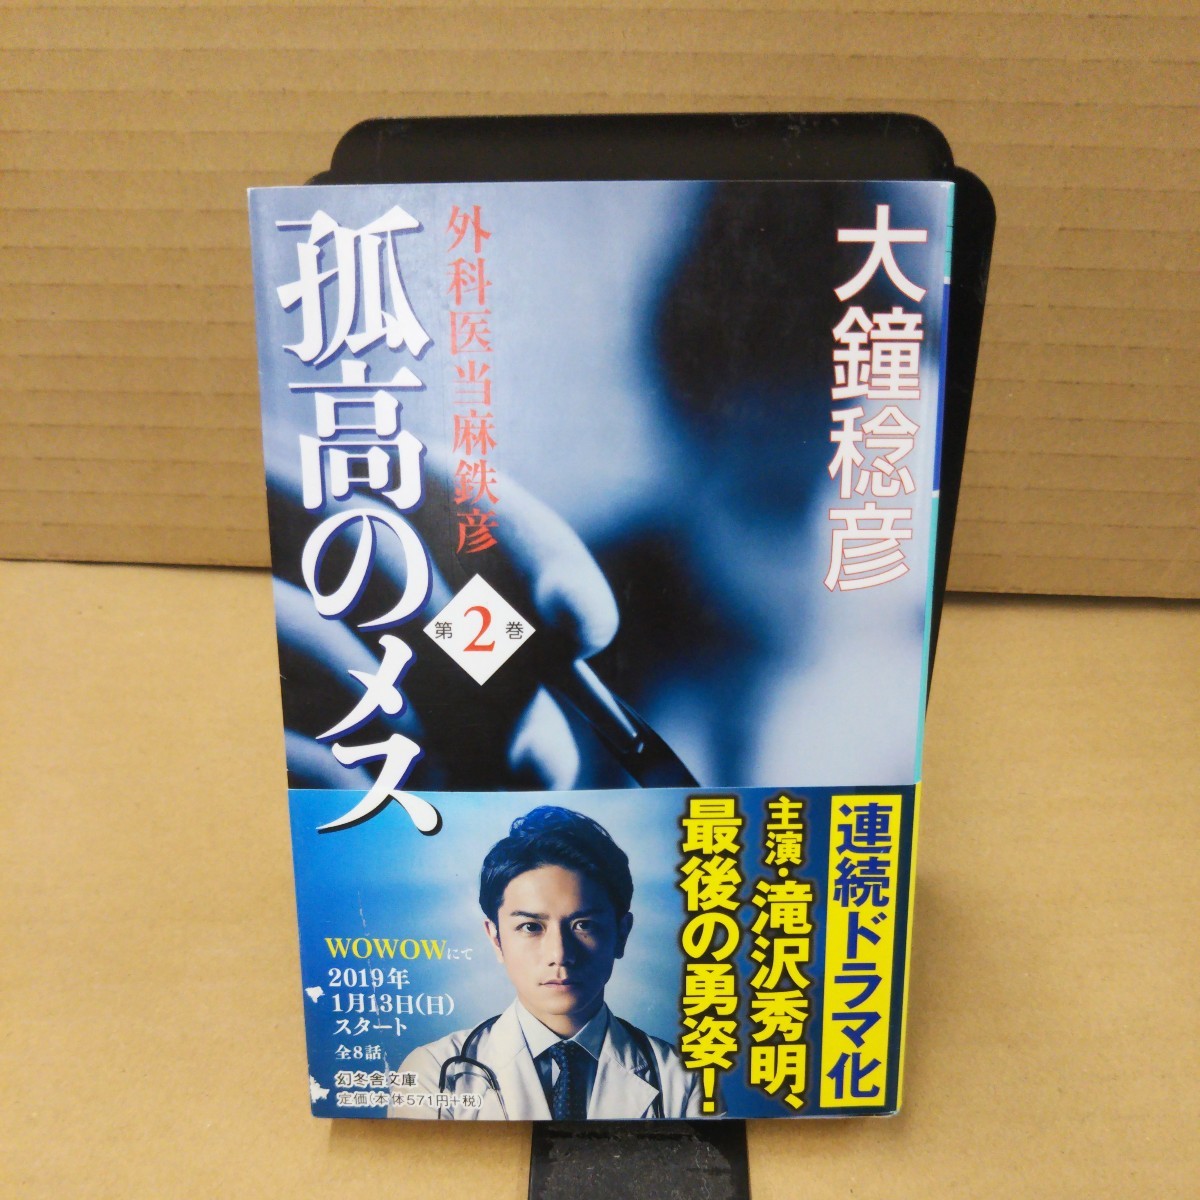 大鐘稔彦
外科医当麻鉄彦
孤高のメス
第2巻
連続ドラマ化
主演・滝沢秀明、
最後の勇姿！
WOWOWにて
2019年
1月13日(日)
スタート
全8話
幻冬舎文庫
定価(本体571円+税)